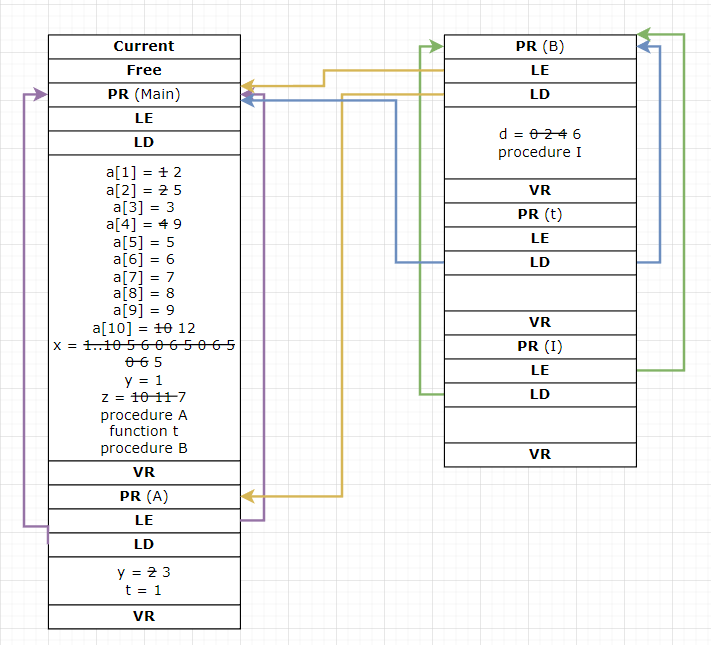 Current
Free
PR (Main)
LE
LD
a[1] = 1 2
a[2] = 2 5
a[3] = 3
a[4] = 4 9
a[5] = 5
a[6] = 6
a[7] = 7
a[8] = 8
a[9] = 9
a[10] = 10 12
x = 1..10 5 6 0 6 5 0 6 5
0 6 5
y = 1
z = 10 11 7
procedure A
function t
procedure B
VR
PR (A)
LE
LD
y = 2 3
t = 1
VR
PR (B)
LE
LD
d = 0 2 4 6
procedure I
VR
PR (t)
LE
LD
VR
PR (I)
LE
LD
VR